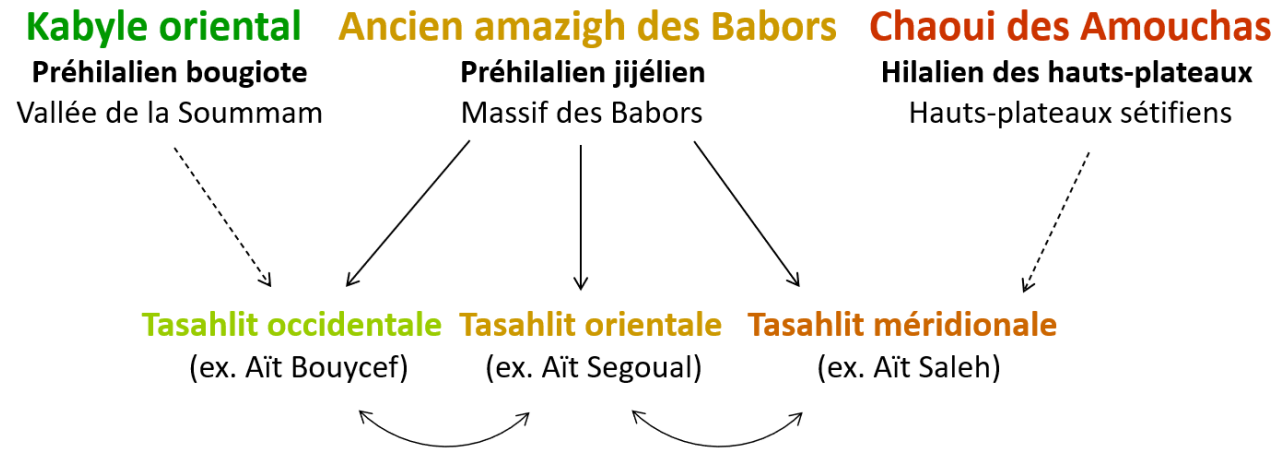 Kabyle oriental
Préhilalien bougiote
Vallée de la Soummam
Ancien amazigh des Babors
Préhilalien jijélien
Massif des Babors
Chaoui des Amouchas
Hilalien des hauts-plateaux
Hauts-plateaux sétifiens
Tasahlit occidentale
(ex. Aït Bouycef)
Tasahlit orientale
(ex. Aït Segoual)
Tasahlit méridionale
(ex. Aït Saleh)